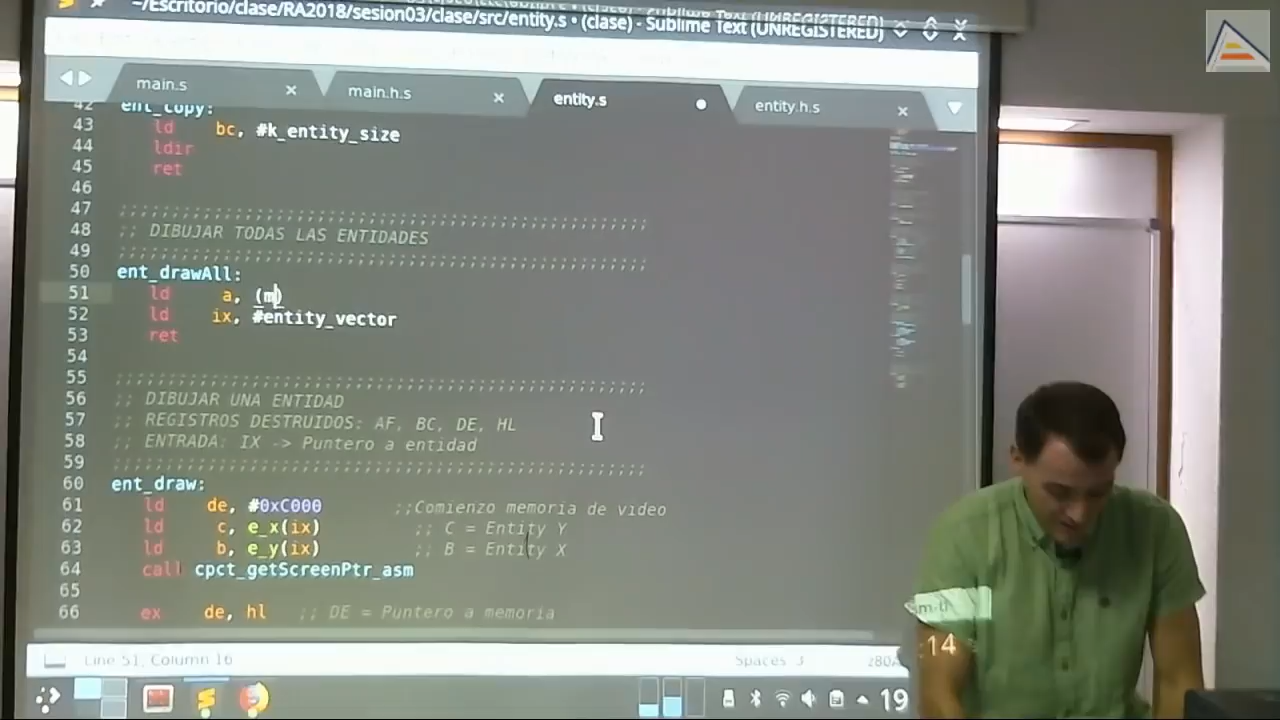 ~/Escritorio/clase/RA2018/sesion03/clase/src/entity.s • (clase) - Sublime Text (UNREGISTERED)
main.s
main.h.s
entity.s
entity.h.s
42 ent_copy:
43 ld bc, #k_entity_size
44 ldir
45 ret
46
47 ;;;;;;;;;;;;;;;;;;;;;;;;;;;;;;;;;;;;;;;;;;;;;;;;;;
48 ;; DIBUJAR TODAS LAS ENTIDADES
49 ;;;;;;;;;;;;;;;;;;;;;;;;;;;;;;;;;;;;;;;;;;;;;;;;;;
50 ent_drawAll:
51 ld a, (m)
52 ld ix, #entity_vector
53 ret
54
55 ;;;;;;;;;;;;;;;;;;;;;;;;;;;;;;;;;;;;;;;;;;;;;;;;;;
56 ;; DIBUJAR UNA ENTIDAD
57 ;; REGISTROS DESTRUIDOS: AF, BC, DE, HL
58 ;; ENTRADA: IX -> Puntero a entidad
59 ;;;;;;;;;;;;;;;;;;;;;;;;;;;;;;;;;;;;;;;;;;;;;;;;;;
60 ent_draw:
61 ld de, #0xC000 ;;Comienzo memoria de video
62 ld c, e_x(ix) ;; C = Entity Y
63 ld b, e_y(ix) ;; B = Entity X
64 call cpct_getScreenPtr_asm
65
66 ex de, hl ;; DE = Puntero a memoria
Line 51, Column 16
Spaces: 3
z80
19
:14